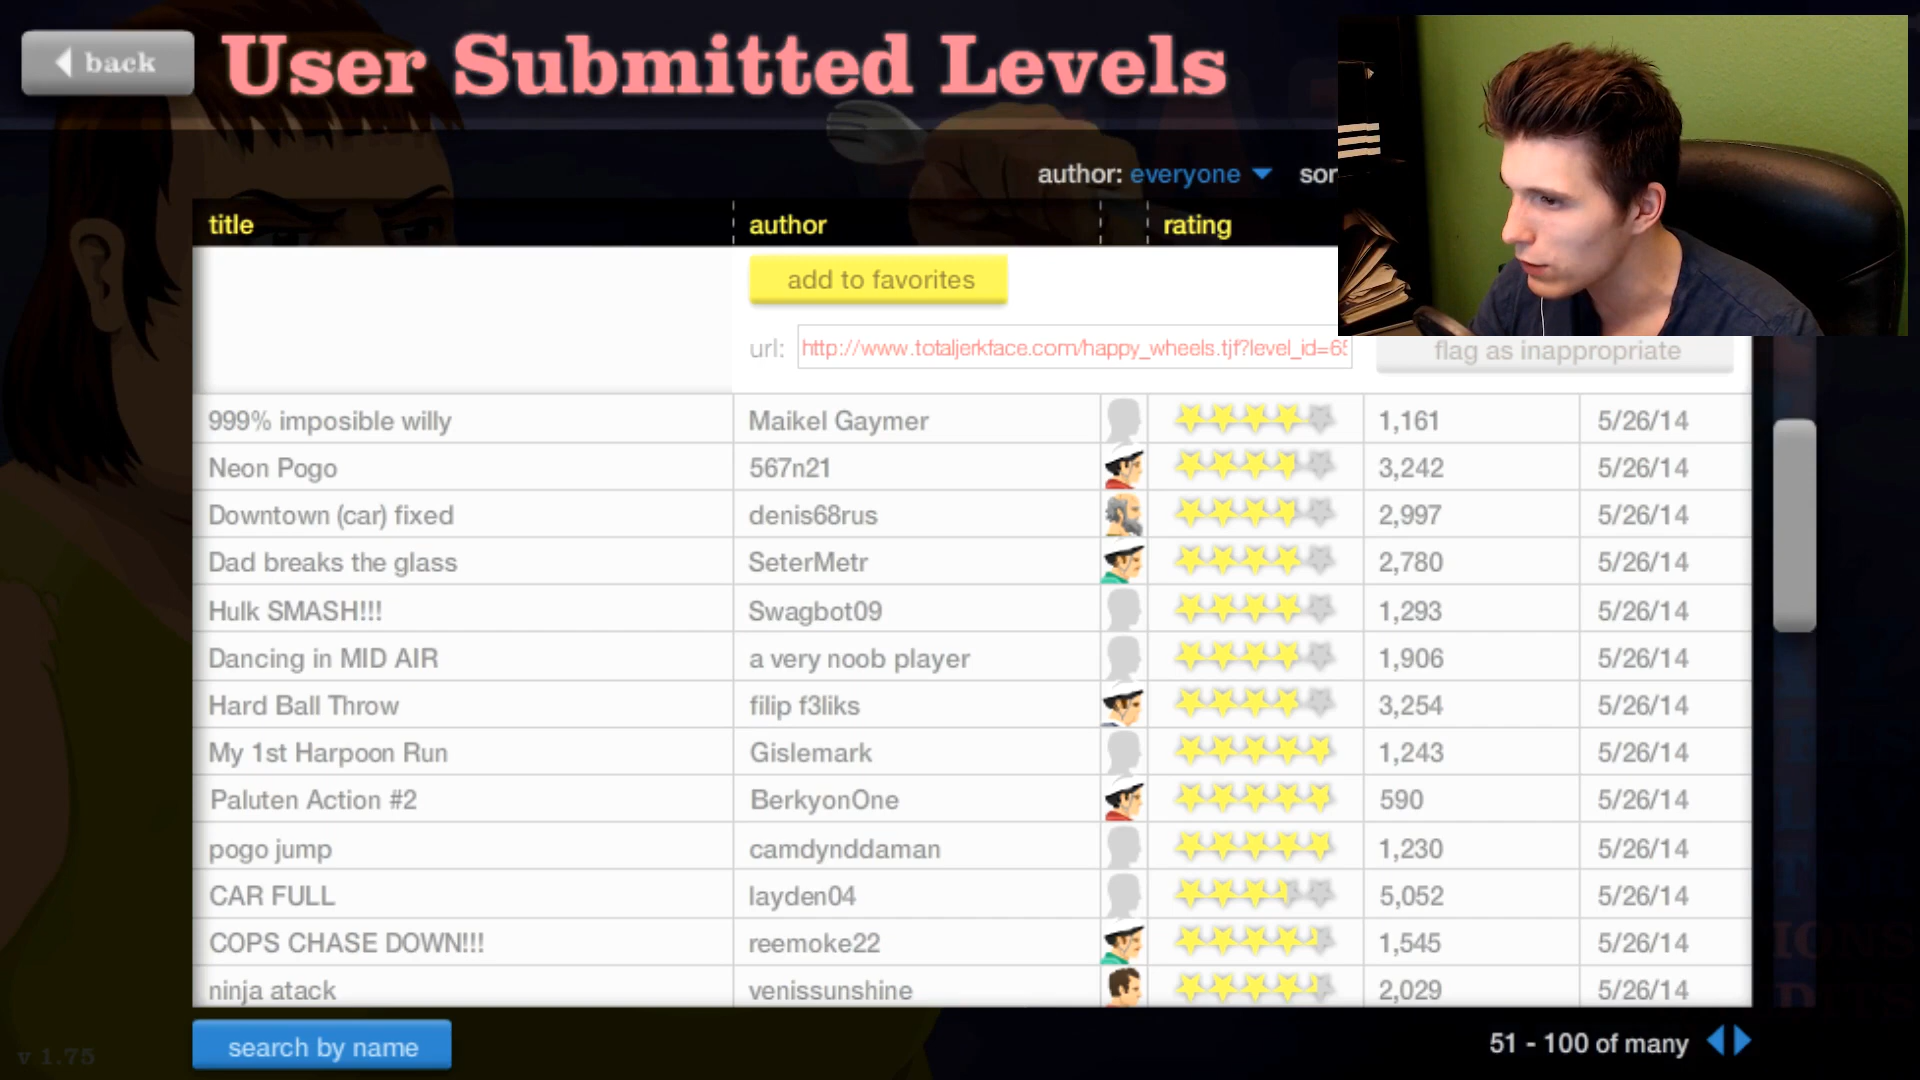 back
User Submitted Levels
author: everyone
title author rating
add to favorites
url: http://www.totaljerkface.com/happy_wheels.tjf?level_id=6
flag as inappropriate
999% imposible willy Maikel Gaymer 1,161 5/26/14
Neon Pogo 567n21 3,242 5/26/14
Downtown (car) fixed denis68rus 2,997 5/26/14
Dad breaks the glass SeterMetr 2,780 5/26/14
Hulk SMASH!!! Swagbot09 1,293 5/26/14
Dancing in MID AIR a very noob player 1,906 5/26/14
Hard Ball Throw filip f3liks 3,254 5/26/14
My 1st Harpoon Run Gislemark 1,243 5/26/14
Paluten Action #2 BerkyonOne 590 5/26/14
pogo jump camdynddaman 1,230 5/26/14
CAR FULL layden04 5,052 5/26/14
COPS CHASE DOWN!!! reemoke22 1,545 5/26/14
ninja atack venissunshine 2,029 5/26/14
search by name
51 - 100 of many
v 1.75